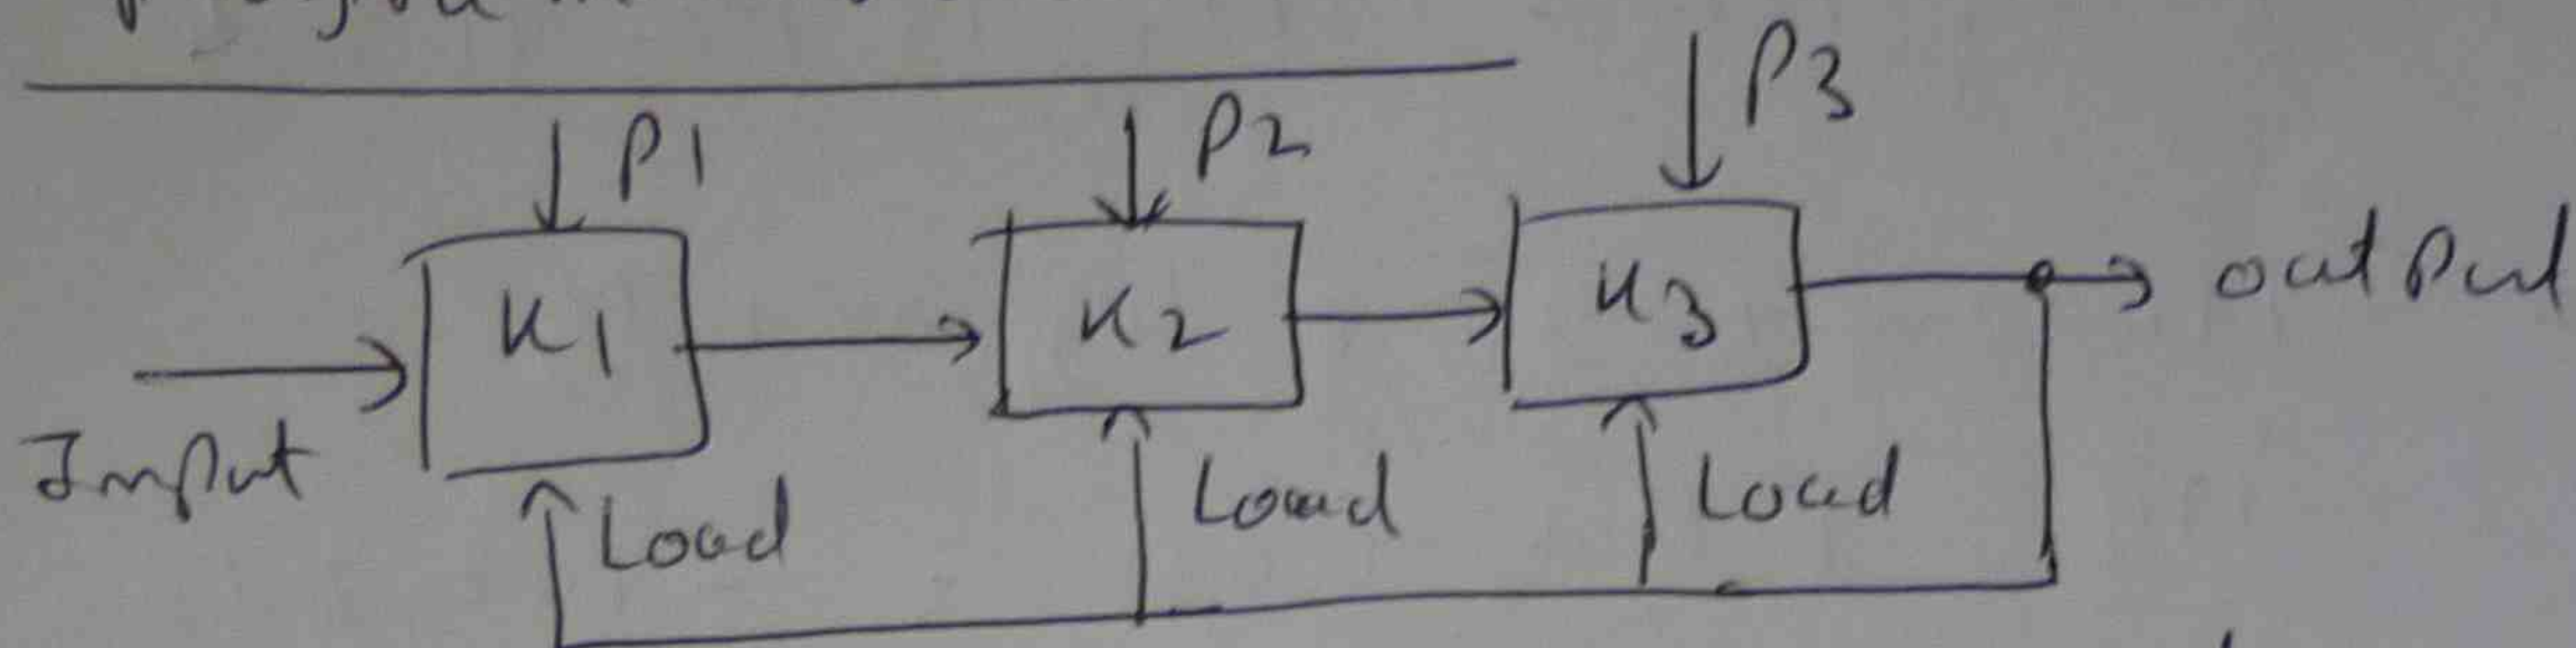 P1 P2 P3
K1 K2 K3
Input output
Load Load Load